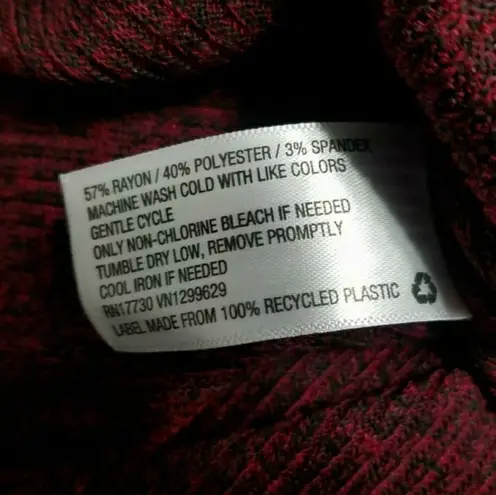 57% RAYON / 40% POLYESTER / 3% SPANDEX
MACHINE WASH COLD WITH LIKE COLORS
GENTLE CYCLE
ONLY NON-CHLORINE BLEACH IF NEEDED
TUMBLE DRY LOW, REMOVE PROMPTLY
COOL IRON IF NEEDED
RN17730 VN1299629
LABEL MADE FROM 100% RECYCLED PLASTIC